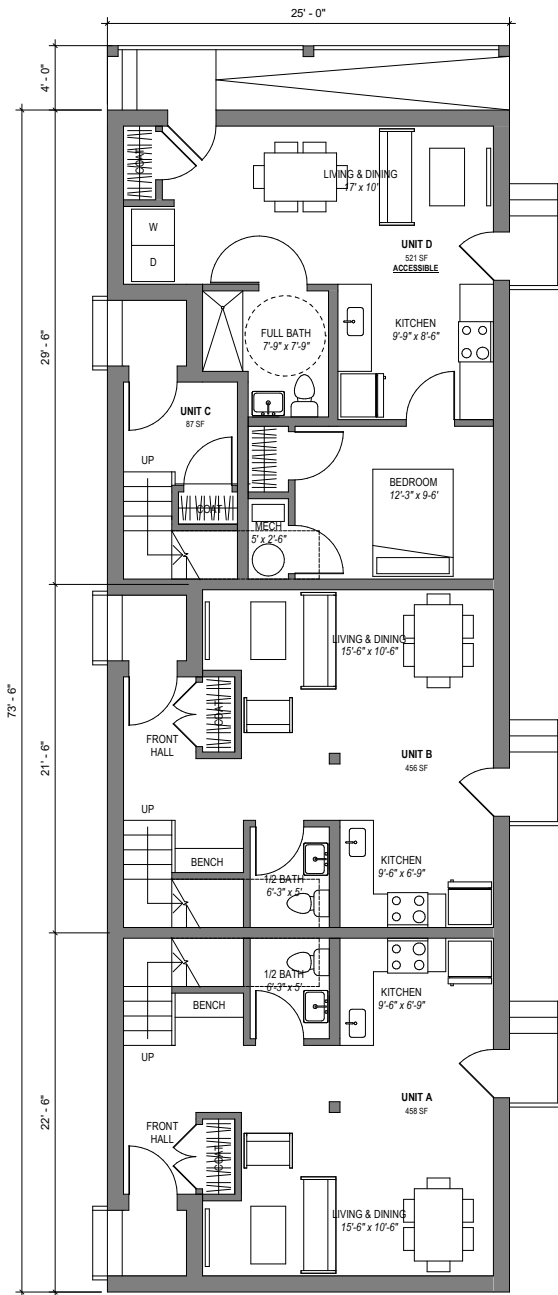 25' - 0"
4' - 0"
COAT
LIVING & DINING
17' x 10'
W
D
UNIT D
521 SF
ACCESSIBLE
FULL BATH
7'-9" x 7'-9"
KITCHEN
9'-9" x 8'-6"
29' - 6"
UNIT C
87 SF
UP
COAT
MECH
5' x 2'-6"
BEDROOM
12'-3" x 9'-6'
73' - 6"
21' - 6"
LIVING & DINING
15'-6" x 10'-6"
COAT
FRONT
HALL
UNIT B
456 SF
UP
BENCH
1/2 BATH
6'-3" x 5'
KITCHEN
9'-6" x 6'-9"
1/2 BATH
6'-3" x 5'
KITCHEN
9'-6" x 6'-9"
BENCH
UP
22' - 6"
UNIT A
458 SF
FRONT
HALL
COAT
LIVING & DINING
15'-6" x 10'-6"